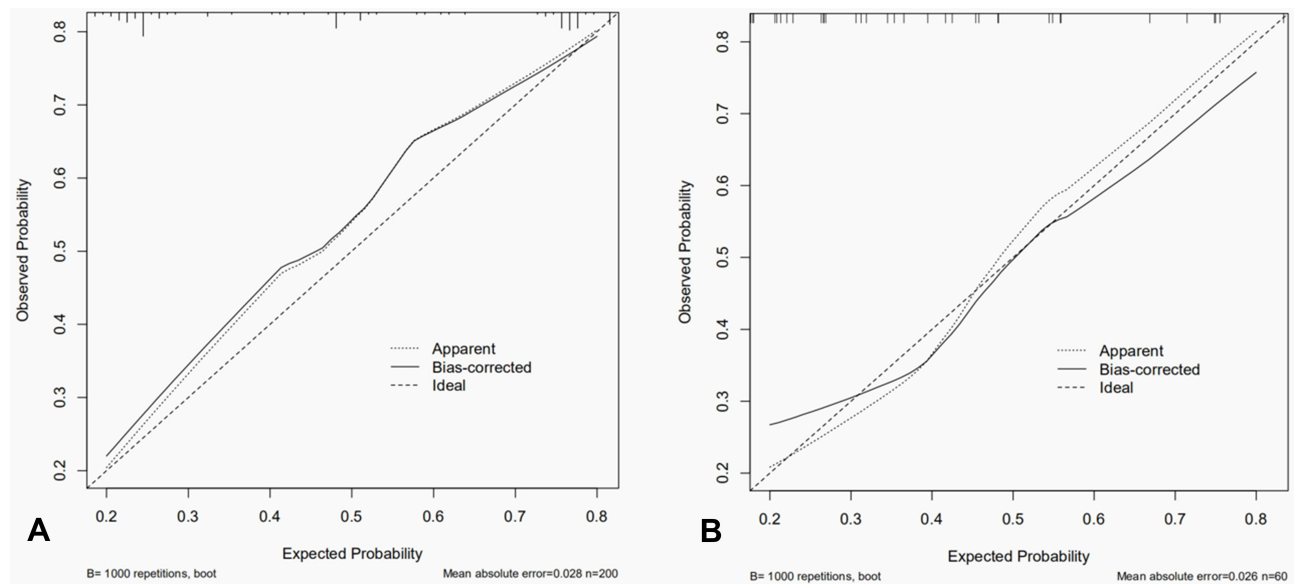 0.8
0.7
0.6
0.5
0.4
0.3
0.2
Observed Probability
Apparent
Bias-corrected
Ideal
0.2 0.3 0.4 0.5 0.6 0.7 0.8
A
Expected Probability
B= 1000 repetitions, boot
Mean absolute error=0.028 n=200
0.8
0.7
0.6
0.5
0.4
0.3
0.2
Observed Probability
Apparent
Bias-corrected
Ideal
0.2 0.3 0.4 0.5 0.6 0.7 0.8
B
Expected Probability
B= 1000 repetitions, boot
Mean absolute error=0.026 n=60